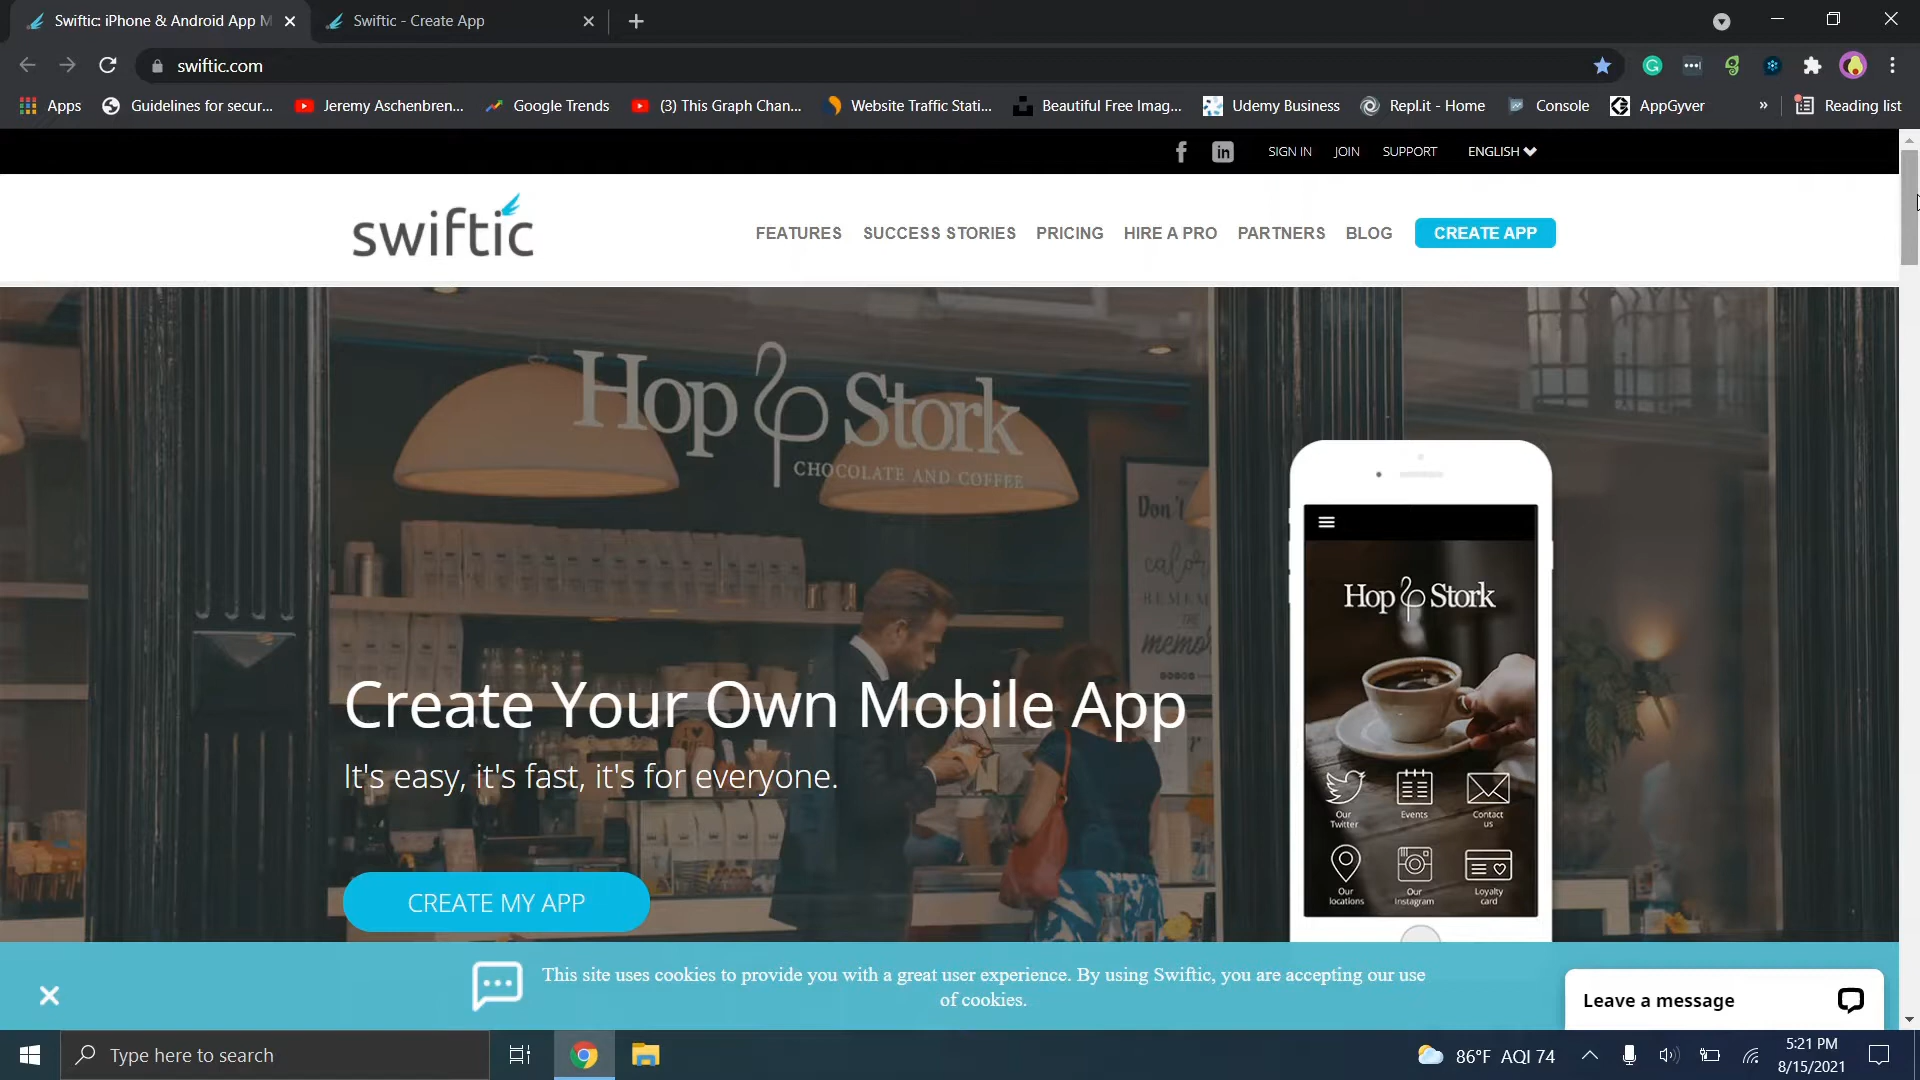 Swiftic: iPhone & Android App M
Swiftic - Create App
swiftic.com
Apps
Guidelines for secur...
Jeremy Aschenbren...
Google Trends
(3) This Graph Chan...
Website Traffic Stati...
Beautiful Free Imag...
Udemy Business
Repl.it - Home
Console
AppGyver
»
Reading list
SIGN IN
JOIN
SUPPORT
ENGLISH
swiftic
FEATURES
SUCCESS STORIES
PRICING
HIRE A PRO
PARTNERS
BLOG
CREATE APP
Hop & Stork
CHOCOLATE AND COFFEE
Don't
Hop & Stork
Create Your Own Mobile App
It's easy, it's fast, it's for everyone.
Our
Twitter
Events
Contact
us
Our
locations
Our
Instagram
Loyalty
card
CREATE MY APP
This site uses cookies to provide you with a great user experience. By using Swiftic, you are accepting our use
of cookies.
Leave a message
Type here to search
86°F AQI 74
5:21 PM
8/15/2021